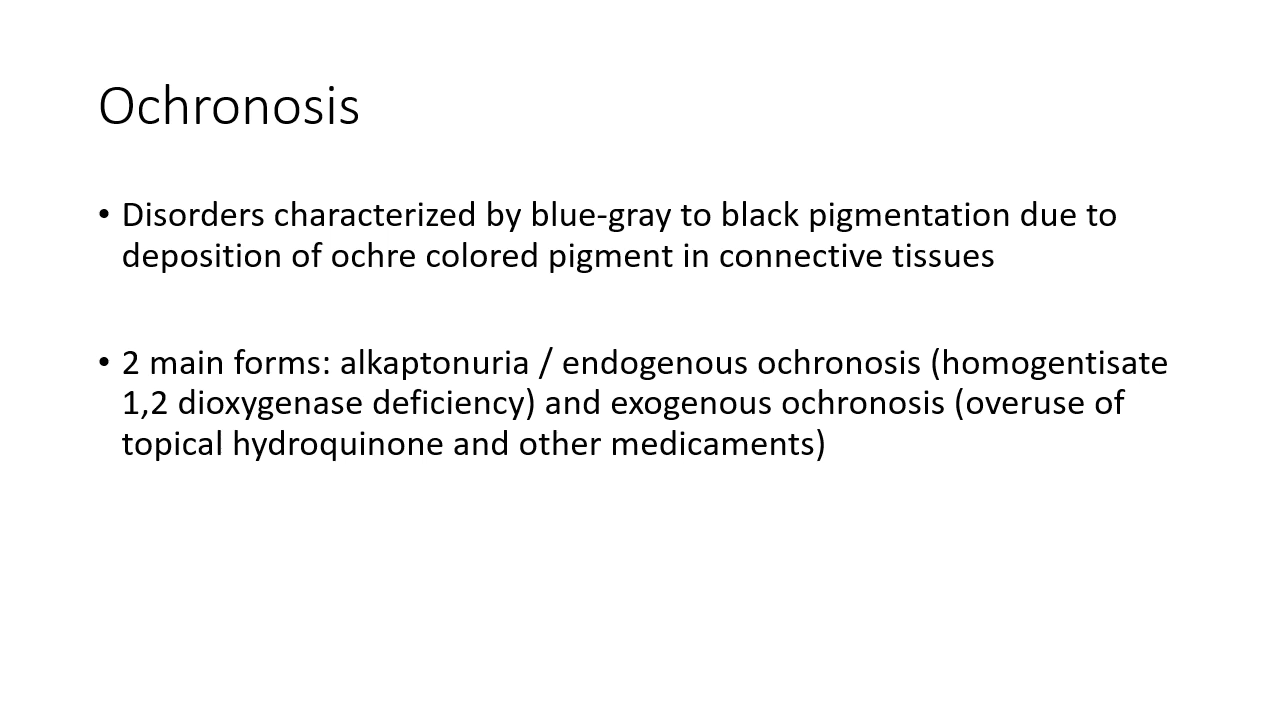 Ochronosis
• Disorders characterized by blue-gray to black pigmentation due to
deposition of ochre colored pigment in connective tissues
• 2 main forms: alkaptonuria / endogenous ochronosis (homogentisate
1,2 dioxygenase deficiency) and exogenous ochronosis (overuse of
topical hydroquinone and other medicaments)